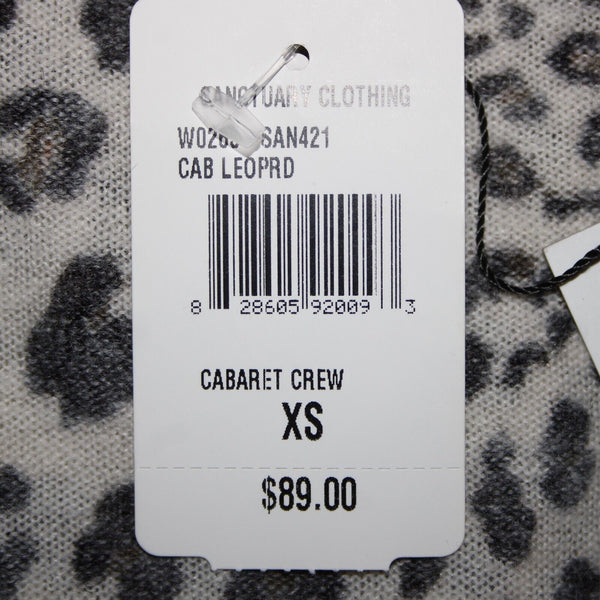 SANCTUARY CLOTHING
SAN421
CAB LEOPRD
8 28605 92009 3
CABARET CREW
XS
$89.00